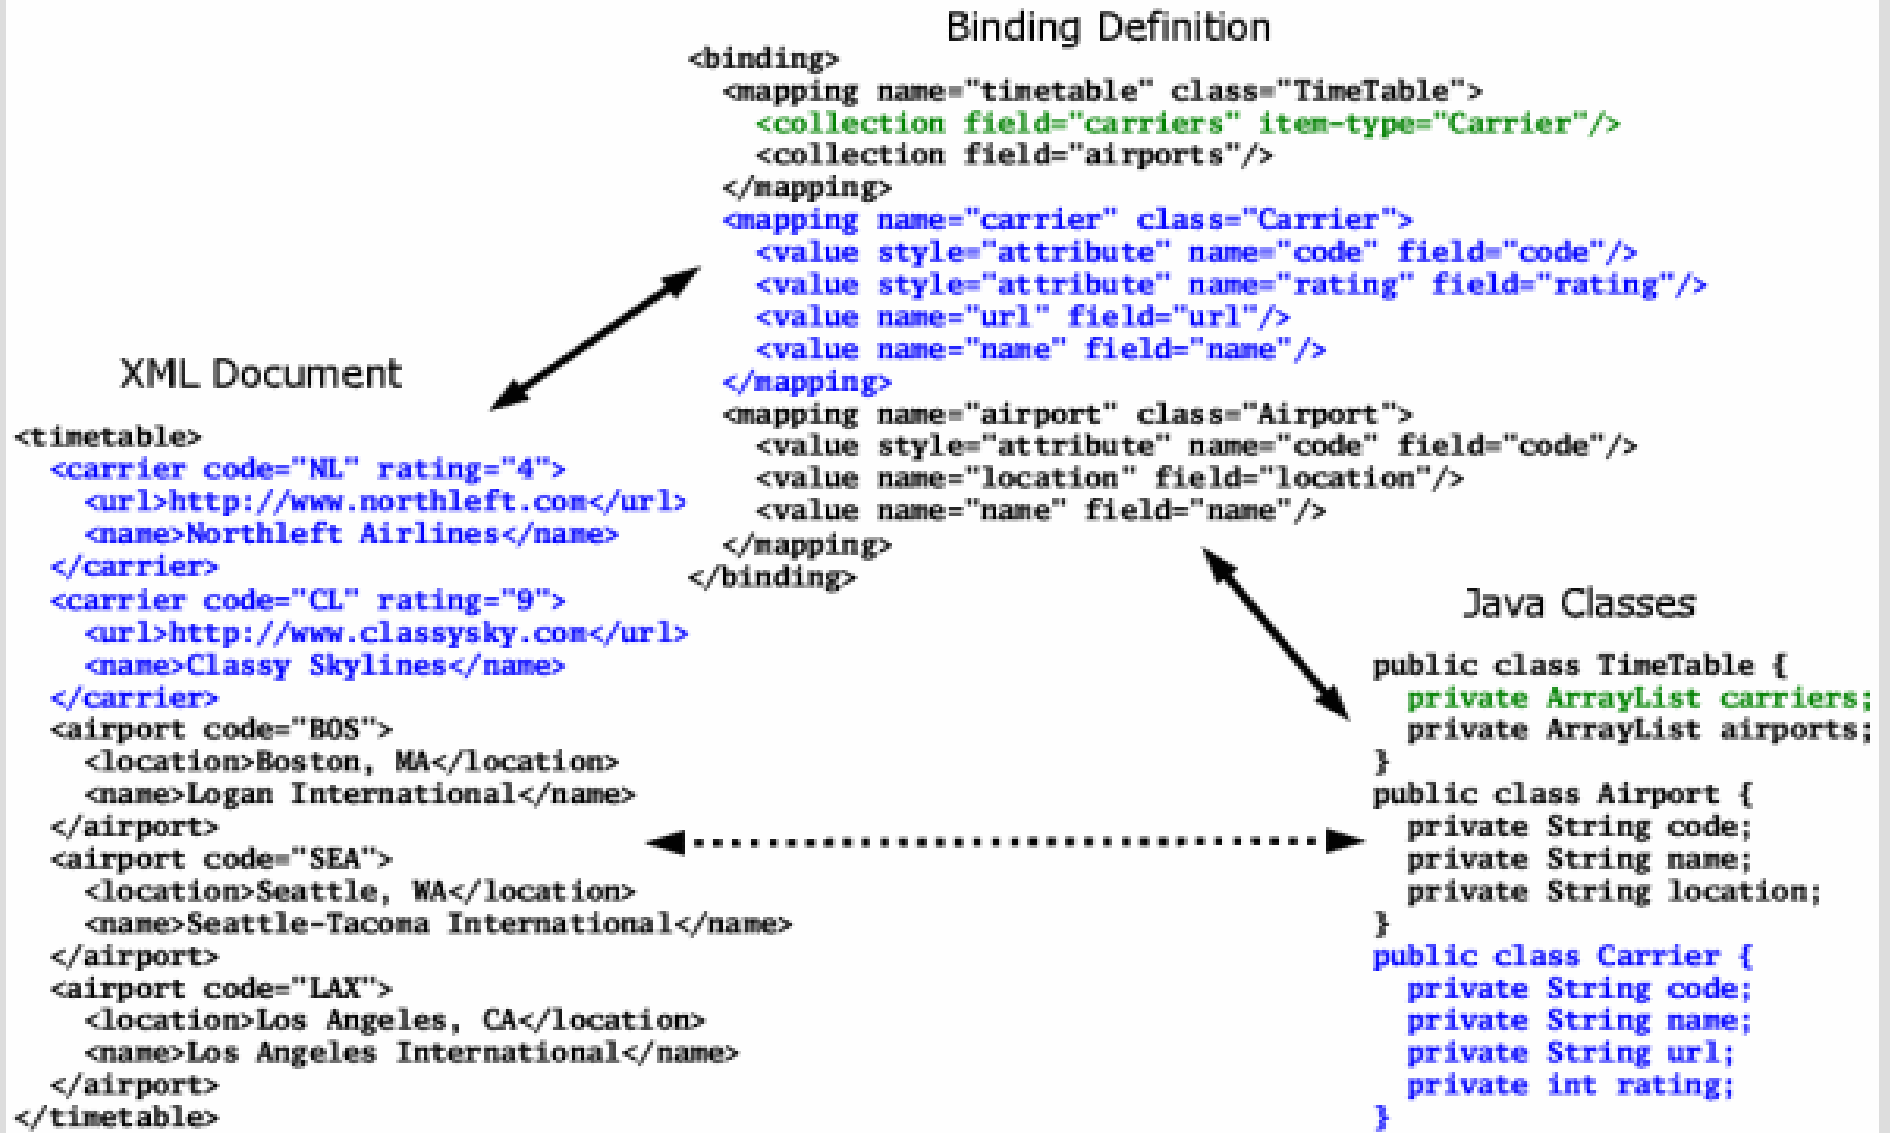 Binding Definition
<binding>
  <mapping name="timetable" class="TimeTable">
    <collection field="carriers" item-type="Carrier"/>
    <collection field="airports"/>
  </mapping>
  <mapping name="carrier" class="Carrier">
    <value style="attribute" name="code" field="code"/>
    <value style="attribute" name="rating" field="rating"/>
    <value name="url" field="url"/>
    <value name="name" field="name"/>
  </mapping>
  <mapping name="airport" class="Airport">
    <value style="attribute" name="code" field="code"/>
    <value name="location" field="location"/>
    <value name="name" field="name"/>
  </mapping>
</binding>
XML Document
<timetable>
  <carrier code="NL" rating="4">
    <url>http://www.northleft.com</url>
    <name>Northleft Airlines</name>
  </carrier>
  <carrier code="CL" rating="9">
    <url>http://www.classysky.com</url>
    <name>Classy Skylines</name>
  </carrier>
  <airport code="BOS">
    <location>Boston, MA</location>
    <name>Logan International</name>
  </airport>
  <airport code="SEA">
    <location>Seattle, WA</location>
    <name>Seattle-Tacoma International</name>
  </airport>
  <airport code="LAX">
    <location>Los Angeles, CA</location>
    <name>Los Angeles International</name>
  </airport>
</timetable>
Java Classes
public class TimeTable {
  private ArrayList carriers;
  private ArrayList airports;
}
public class Airport {
  private String code;
  private String name;
  private String location;
}
public class Carrier {
  private String code;
  private String name;
  private String url;
  private int rating;
}